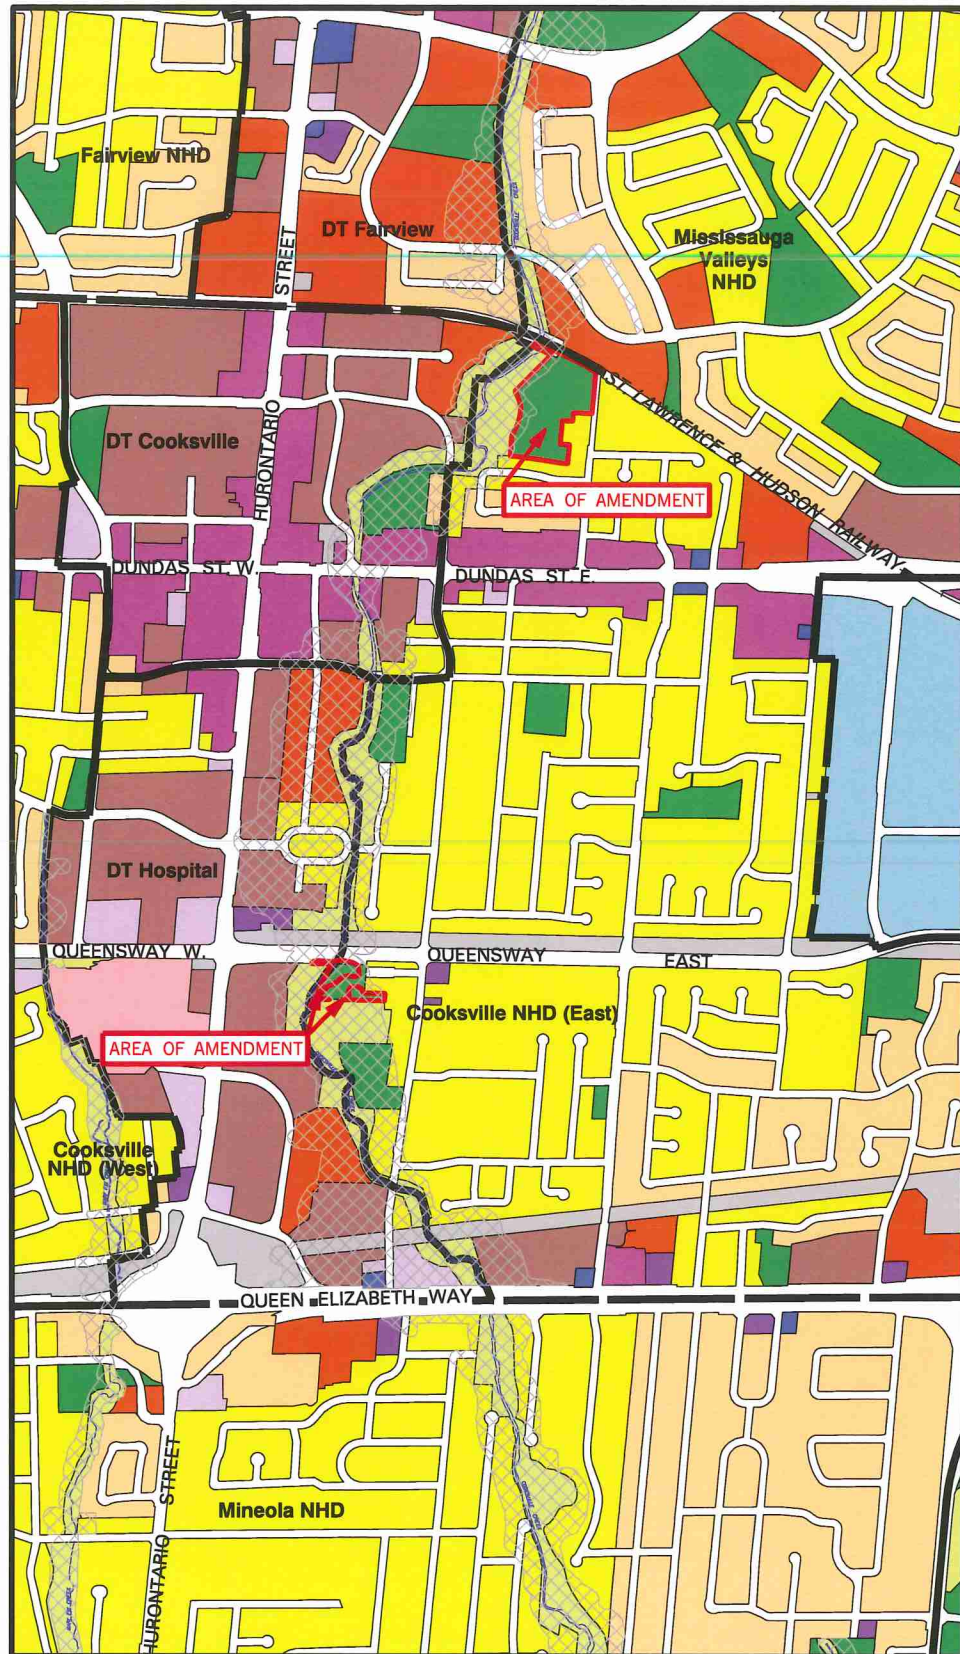 Fairview NHD
DT Fairview
Mississauga
Valleys
NHD
STREET
HURONTARIO
DT Cooksville
ST. LAWRENCE & HUDSON RAILWAY
AREA OF AMENDMENT
DUNDAS ST. W.
DUNDAS ST. E.
DT Hospital
QUEENSWAY W.
QUEENSWAY
EAST
Cooksville NHD (East)
AREA OF AMENDMENT
Cooksville
NHD (West)
QUEEN ELIZABETH WAY
STREET
HURONTARIO
Mineola NHD